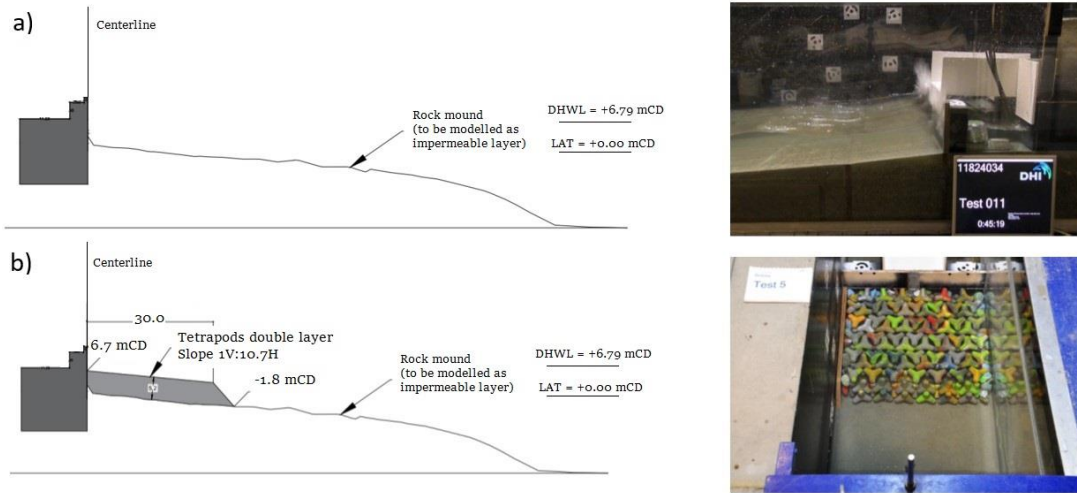 a)
Centerline
Rock mound
(to be modelled as
impermeable layer)
DHWL = +6.79 mCD
LAT = +0.00 mCD
11824034
DHI
Test 011
0:45:19
b)
Centerline
30.0
Tetrapods double layer
Slope 1V:10.7H
6.7 mCD
-1.8 mCD
Rock mound
(to be modelled as
impermeable layer)
DHWL = +6.79 mCD
LAT = +0.00 mCD
Test 5